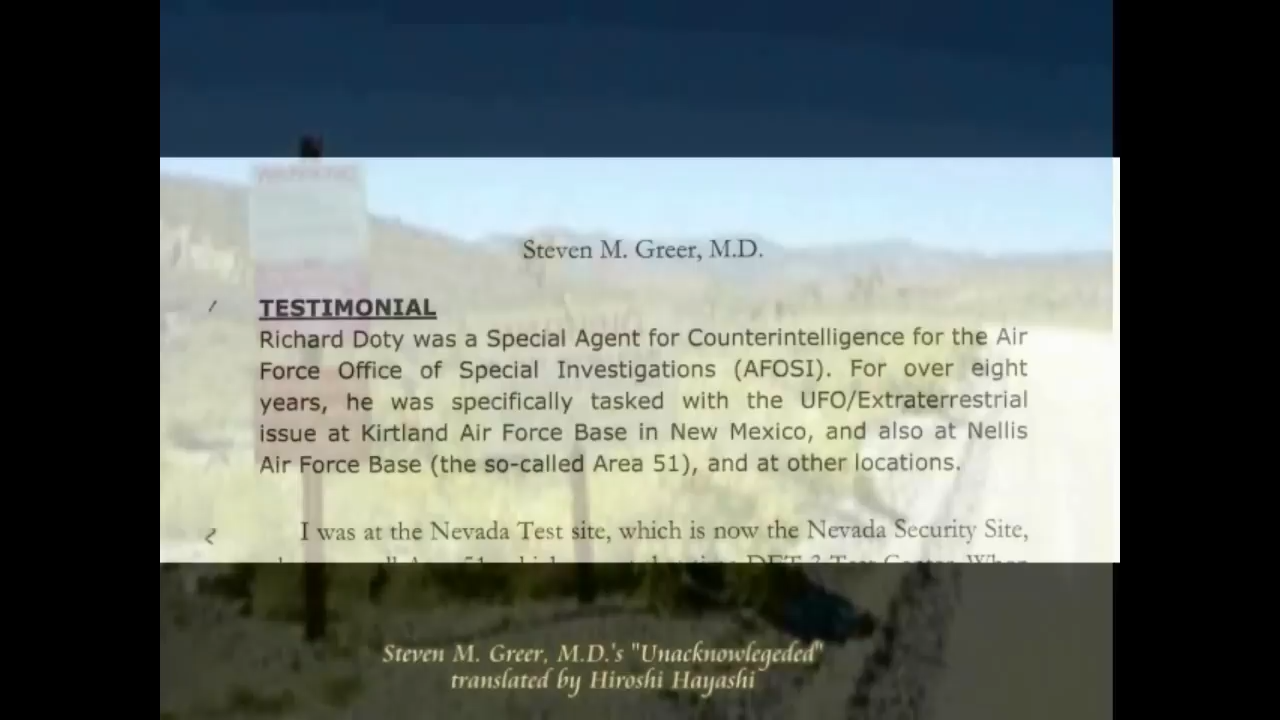 WARNING
Steven M. Greer, M.D.
TESTIMONIAL
Richard Doty was a Special Agent for Counterintelligence for the Air
Force Office of Special Investigations (AFOSI). For over eight
years, he was specifically tasked with the UFO/Extraterrestrial
issue at Kirtland Air Force Base in New Mexico, and also at Nellis
Air Force Base (the so-called Area 51), and at other locations.
I was at the Nevada Test site, which is now the Nevada Security Site,
Steven M. Greer, M.D.'s "Unacknowlegeded"
translated by Hiroshi Hayashi